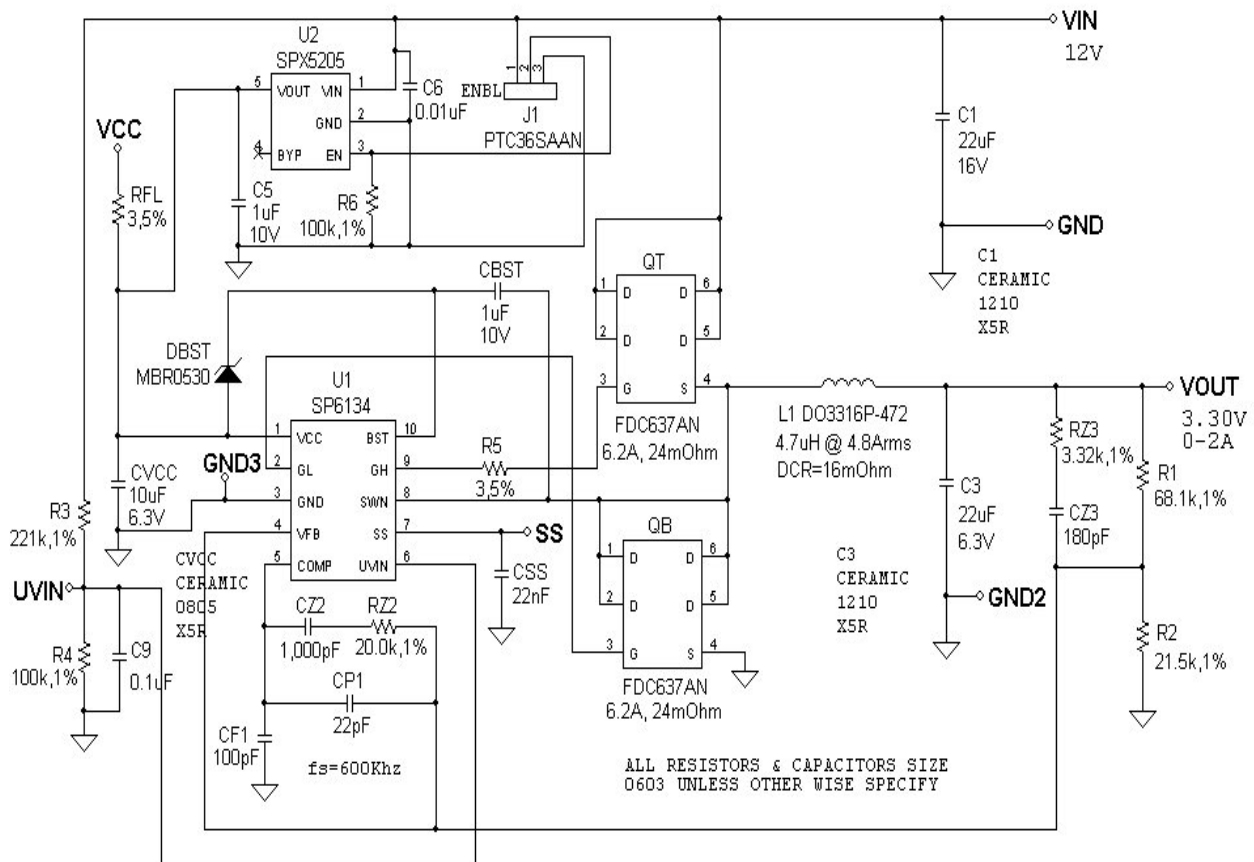 VIN
12V
U2
SPX5205
5 VOUT VIN 1
GND 2
4 BYP EN 3
C6
0.01uF
1 2 3
ENBL
J1
PTC36SAAN
C1
22uF
16V
VCC
RFL
3,5%
C5
1uF
10V
R6
100k,1%
GND
C1
CERAMIC
1210
X5R
QT
1 D D 6
2 D D 5
3 G S 4
FDC637AN
6.2A, 24mOhm
CBST
1uF
10V
DBST
MBR0530
U1
SP6134
1 VCC BST 10
2 GL GH 9
3 GND SWN 8
4 VFB SS 7
5 COMP UVIN 6
GND3
R5
3,5%
L1 DO3316P-472
4.7uH @ 4.8Arms
DCR=16mOhm
VOUT
3.30V
0-2A
RZ3
3.32k,1%
R1
68.1k,1%
CVCC
10uF
6.3V
R3
221k,1%
SS
CSS
22nF
QB
1 D D 6
2 D D 5
3 G S 4
FDC637AN
6.2A, 24mOhm
C3
22uF
6.3V
CZ3
180pF
C3
CERAMIC
1210
X5R
GND2
R2
21.5k,1%
CVCC
CERAMIC
0805
X5R
UVIN
R4
100k,1%
C9
0.1uF
CZ2
1,000pF
RZ2
20.0k,1%
CP1
22pF
CF1
100pF
fs=600Khz
ALL RESISTORS & CAPACITORS SIZE
0603 UNLESS OTHER WISE SPECIFY